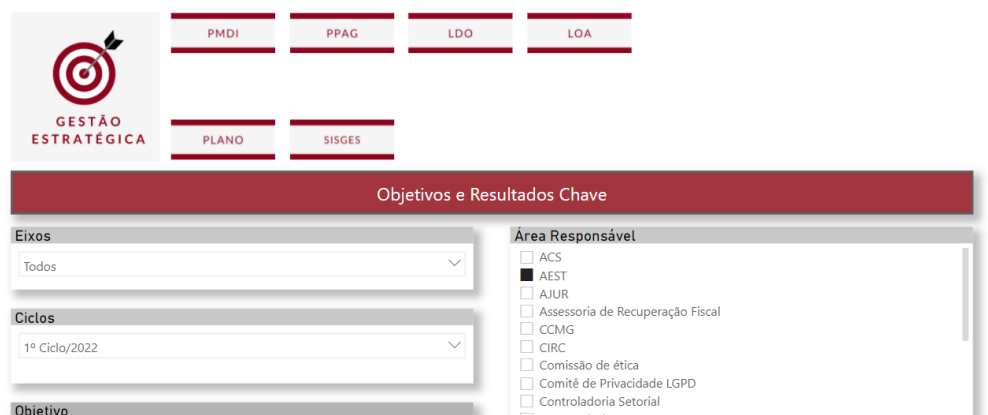 PMDI
PPAG
LDO
LOA
GESTÃO
ESTRATÉGICA
PLANO
SISGES
Objetivos e Resultados Chave
Eixos
Todos
Ciclos
1º Ciclo/2022
Objetivo
Área Responsável
ACS
AEST
AJUR
Assessoria de Recuperação Fiscal
CCMG
CIRC
Comissão de ética
Comitê de Privacidade LGPD
Controladoria Setorial